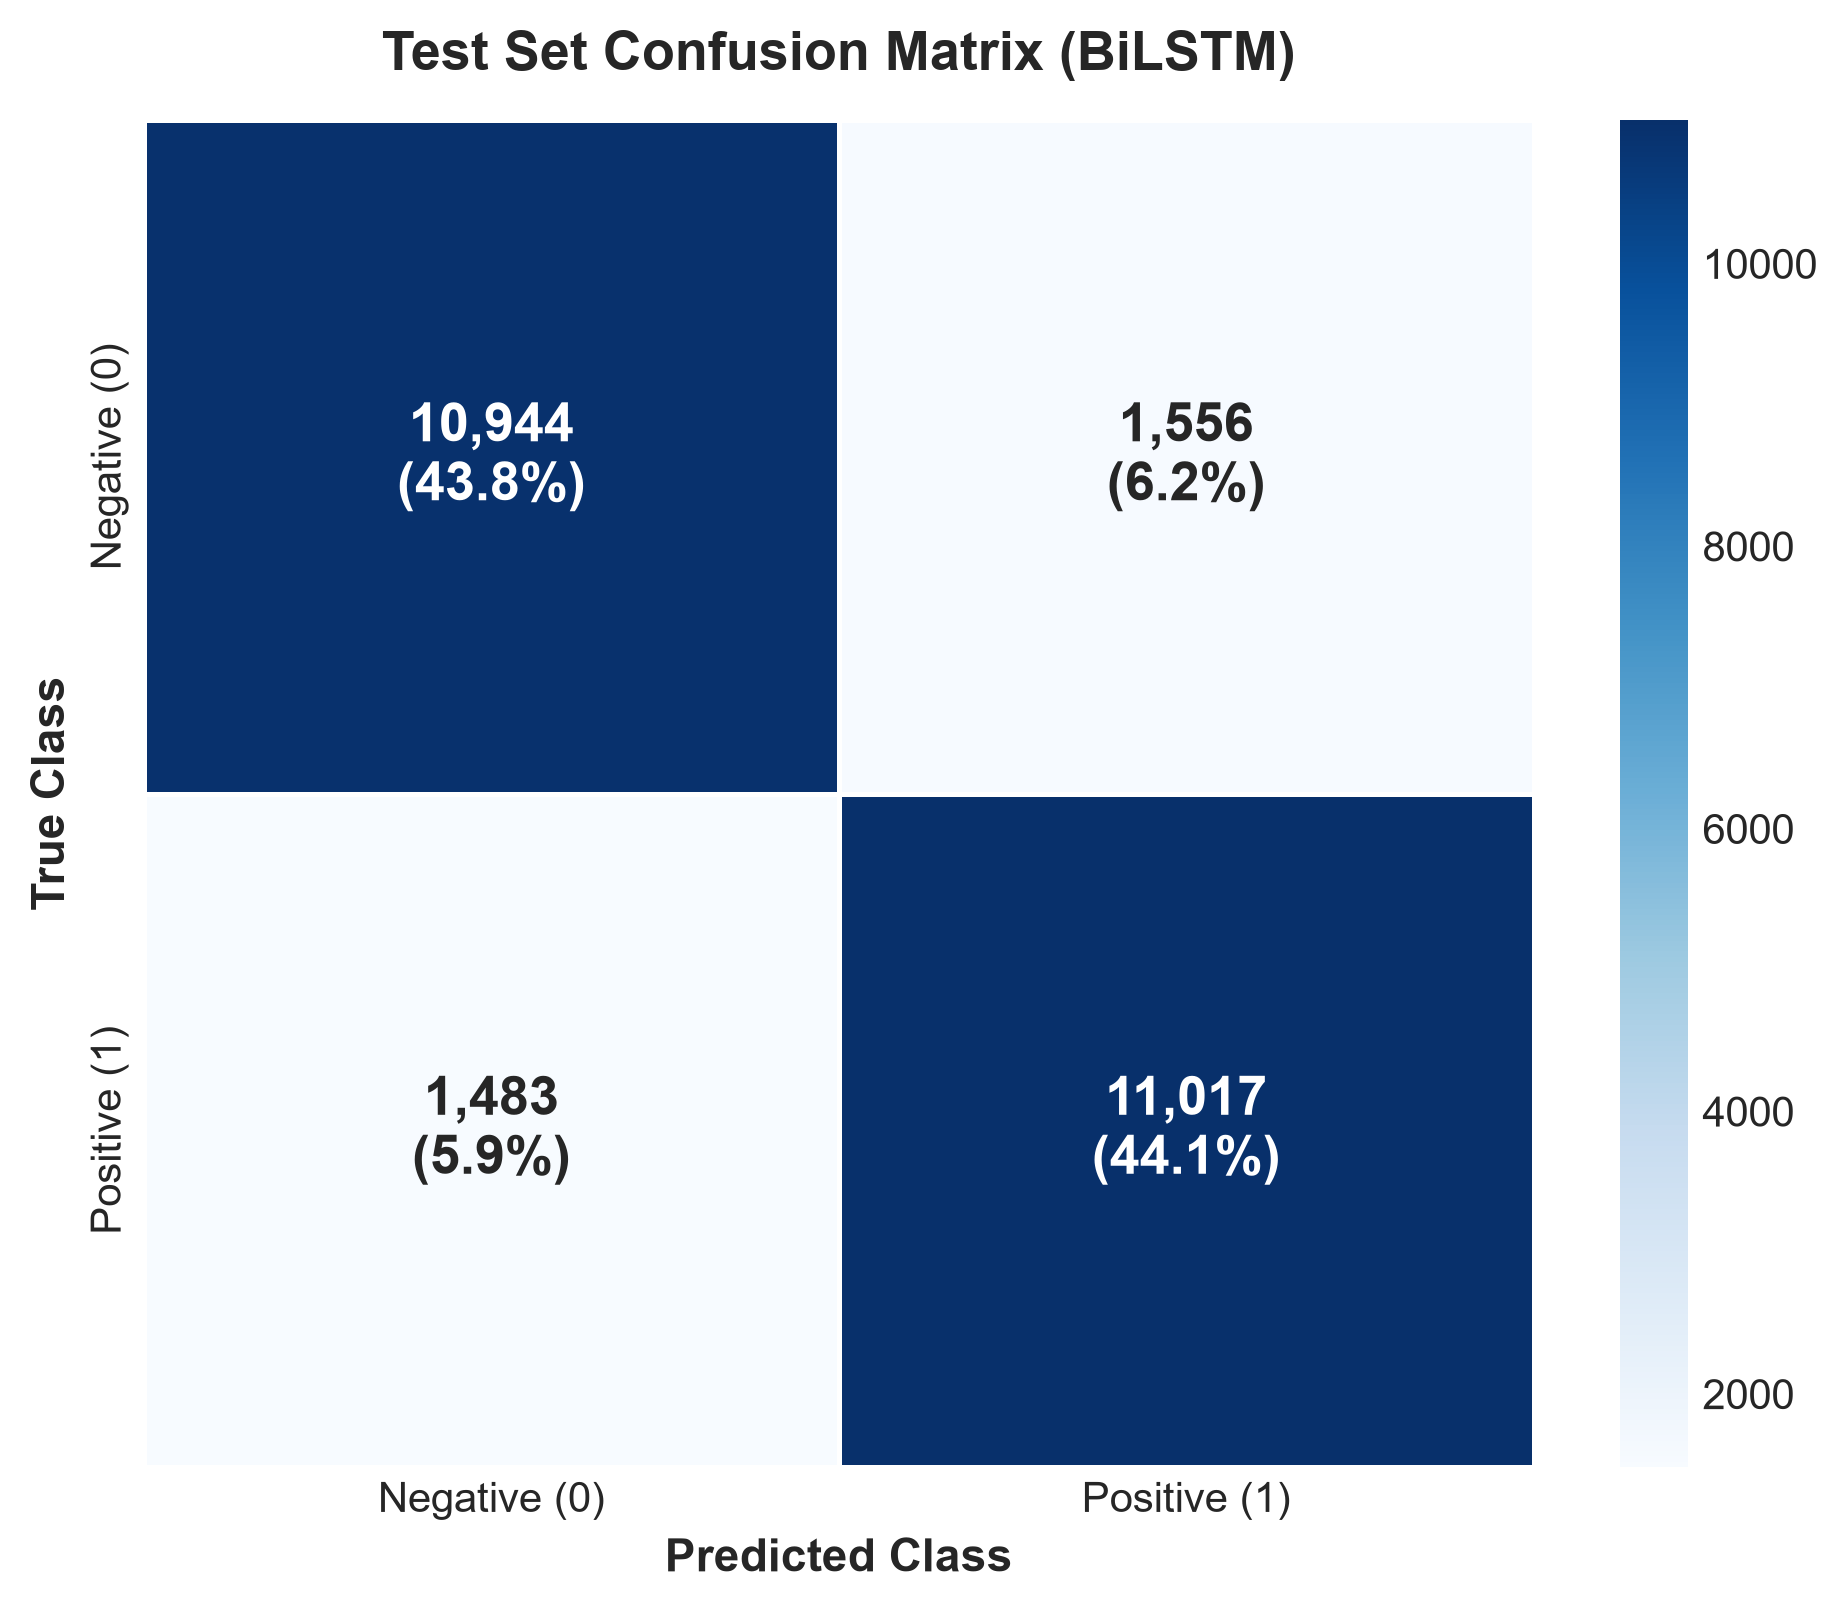 Test Set Confusion Matrix (BiLSTM)
True Class
Negative (0)
10,944
(43.8%)
1,556
(6.2%)
Positive (1)
1,483
(5.9%)
11,017
(44.1%)
Negative (0)
Positive (1)
Predicted Class
10000
8000
6000
4000
2000